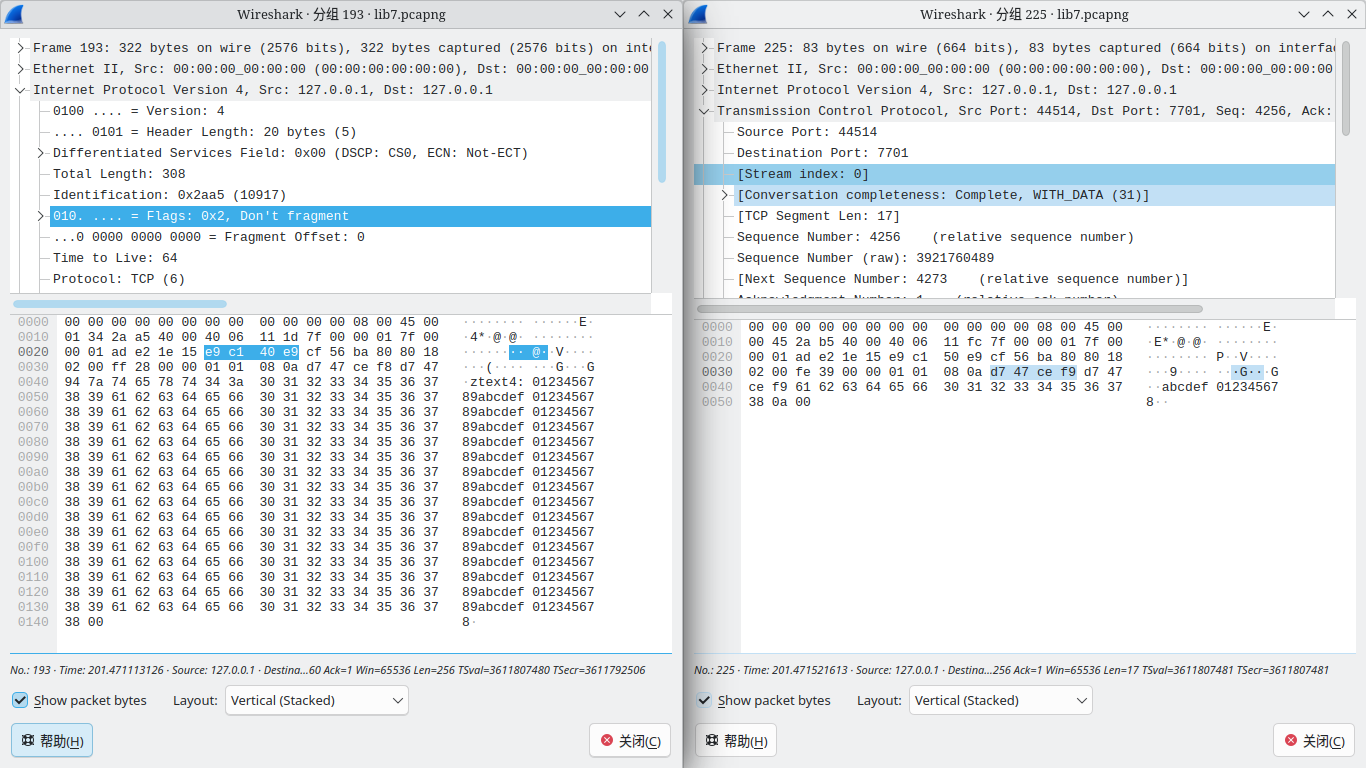 Wireshark · 分组 193 · lib7.pcapng
Frame 193: 322 bytes on wire (2576 bits), 322 bytes captured (2576 bits) on inte
Ethernet II, Src: 00:00:00_00:00:00 (00:00:00:00:00:00), Dst: 00:00:00_00:00:00
Internet Protocol Version 4, Src: 127.0.0.1, Dst: 127.0.0.1
0100 .... = Version: 4
.... 0101 = Header Length: 20 bytes (5)
Differentiated Services Field: 0x00 (DSCP: CS0, ECN: Not-ECT)
Total Length: 308
Identification: 0x2aa5 (10917)
010. .... = Flags: 0x2, Don't fragment
...0 0000 0000 0000 = Fragment Offset: 0
Time to Live: 64
Protocol: TCP (6)
0000 00 00 00 00 00 00 00 00 00 00 00 00 08 00 45 00 ········ ······E·
0010 01 34 2a a5 40 00 40 06 11 1d 7f 00 00 01 7f 00 ·4*·@·@· ········
0020 00 01 ad e2 1e 15 e9 c1 40 e9 cf 56 ba 80 80 18 ········ @··V····
0030 02 00 ff 28 00 00 01 01 08 0a d7 47 ce f8 d7 47 ···(···· ···G···G
0040 94 7a 74 65 78 74 34 3a 30 31 32 33 34 35 36 37 ·ztext4: 01234567
0050 38 39 61 62 63 64 65 66 30 31 32 33 34 35 36 37 89abcdef 01234567
0060 38 39 61 62 63 64 65 66 30 31 32 33 34 35 36 37 89abcdef 01234567
0070 38 39 61 62 63 64 65 66 30 31 32 33 34 35 36 37 89abcdef 01234567
0080 38 39 61 62 63 64 65 66 30 31 32 33 34 35 36 37 89abcdef 01234567
0090 38 39 61 62 63 64 65 66 30 31 32 33 34 35 36 37 89abcdef 01234567
00a0 38 39 61 62 63 64 65 66 30 31 32 33 34 35 36 37 89abcdef 01234567
00b0 38 39 61 62 63 64 65 66 30 31 32 33 34 35 36 37 89abcdef 01234567
00c0 38 39 61 62 63 64 65 66 30 31 32 33 34 35 36 37 89abcdef 01234567
00d0 38 39 61 62 63 64 65 66 30 31 32 33 34 35 36 37 89abcdef 01234567
00e0 38 39 61 62 63 64 65 66 30 31 32 33 34 35 36 37 89abcdef 01234567
00f0 38 39 61 62 63 64 65 66 30 31 32 33 34 35 36 37 89abcdef 01234567
0100 38 39 61 62 63 64 65 66 30 31 32 33 34 35 36 37 89abcdef 01234567
0110 38 39 61 62 63 64 65 66 30 31 32 33 34 35 36 37 89abcdef 01234567
0120 38 39 61 62 63 64 65 66 30 31 32 33 34 35 36 37 89abcdef 01234567
0130 38 39 61 62 63 64 65 66 30 31 32 33 34 35 36 37 89abcdef 01234567
0140 38 00 8·
No.: 193 · Time: 201.471113126 · Source: 127.0.0.1 · Destina...60 Ack=1 Win=65536 Len=256 TSval=3611807480 TSecr=3611792506
Show packet bytes Layout: Vertical (Stacked)
帮助(H) 关闭(C)
Wireshark · 分组 225 · lib7.pcapng
Frame 225: 83 bytes on wire (664 bits), 83 bytes captured (664 bits) on interfa
Ethernet II, Src: 00:00:00_00:00:00 (00:00:00:00:00:00), Dst: 00:00:00_00:00:00
Internet Protocol Version 4, Src: 127.0.0.1, Dst: 127.0.0.1
Transmission Control Protocol, Src Port: 44514, Dst Port: 7701, Seq: 4256, Ack:
Source Port: 44514
Destination Port: 7701
[Stream index: 0]
[Conversation completeness: Complete, WITH_DATA (31)]
[TCP Segment Len: 17]
Sequence Number: 4256 (relative sequence number)
Sequence Number (raw): 3921760489
[Next Sequence Number: 4273 (relative sequence number)]
Acknowledgment Number: 1 (relative ack number)
0000 00 00 00 00 00 00 00 00 00 00 00 00 08 00 45 00 ········ ······E·
0010 00 45 2a b5 40 00 40 06 11 fc 7f 00 00 01 7f 00 ·E*·@·@· ········
0020 00 01 ad e2 1e 15 e9 c1 50 e9 cf 56 ba 80 80 18 ········ P··V····
0030 02 00 fe 39 00 00 01 01 08 0a d7 47 ce f9 d7 47 ···9···· ···G···G
0040 ce f9 61 62 63 64 65 66 30 31 32 33 34 35 36 37 ··abcdef 01234567
0050 38 0a 00 8··
No.: 225 · Time: 201.471521613 · Source: 127.0.0.1 · Destina...256 Ack=1 Win=65536 Len=17 TSval=3611807481 TSecr=3611807481
Show packet bytes Layout: Vertical (Stacked)
帮助(H) 关闭(C)